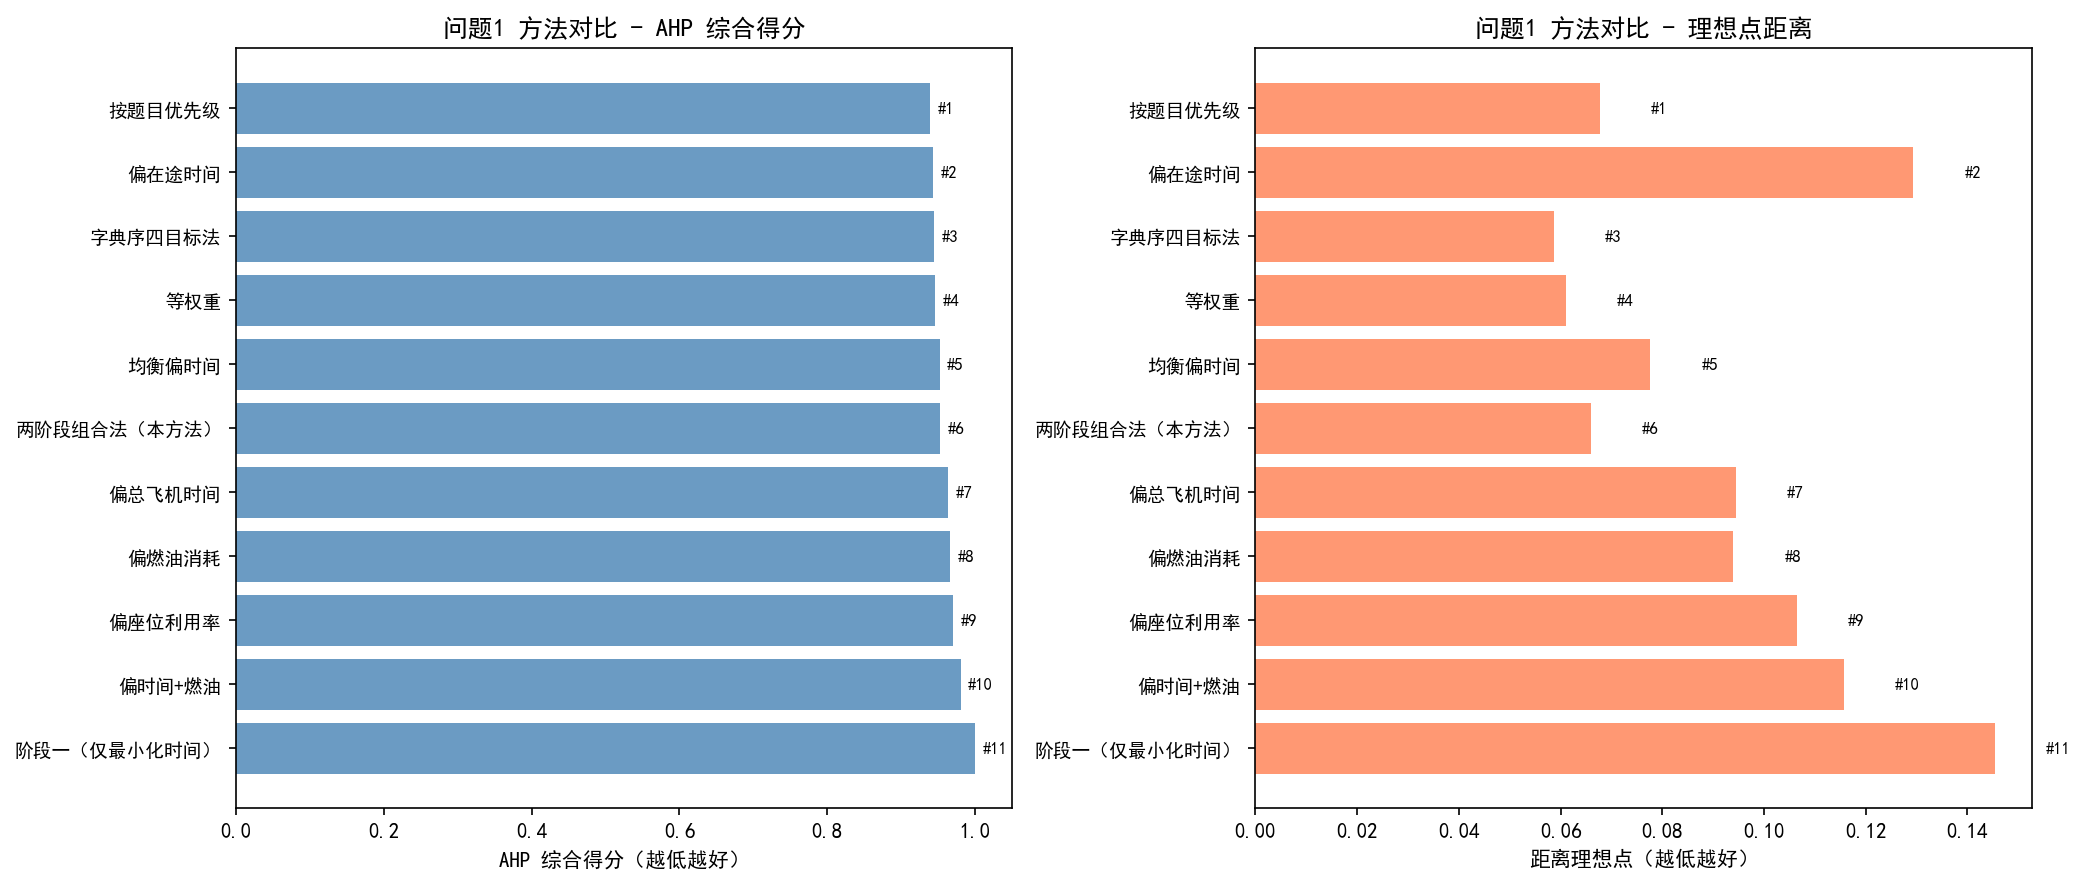 问题1 方法对比 - AHP 综合得分
按题目优先级
#1
偏在途时间
#2
字典序四目标法
#3
等权重
#4
均衡偏时间
#5
两阶段组合法（本方法）
#6
偏总飞机时间
#7
偏燃油消耗
#8
偏座位利用率
#9
偏时间+燃油
#10
阶段一（仅最小化时间）
#11
0.0 0.2 0.4 0.6 0.8 1.0
AHP 综合得分（越低越好）
问题1 方法对比 - 理想点距离
按题目优先级
#1
偏在途时间
#2
字典序四目标法
#3
等权重
#4
均衡偏时间
#5
两阶段组合法（本方法）
#6
偏总飞机时间
#7
偏燃油消耗
#8
偏座位利用率
#9
偏时间+燃油
#10
阶段一（仅最小化时间）
#11
0.00 0.02 0.04 0.06 0.08 0.10 0.12 0.14
距离理想点（越低越好）